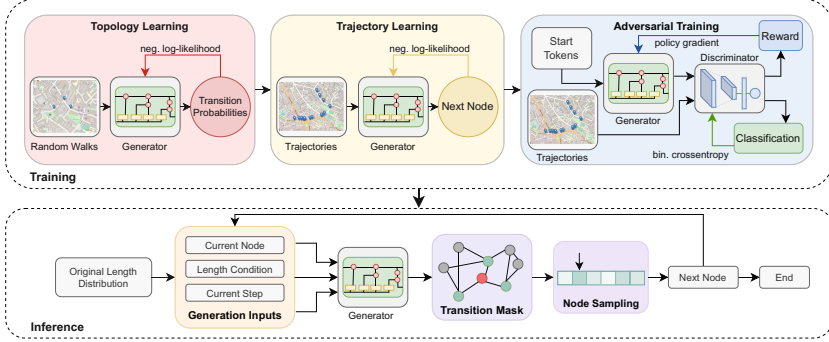 Topology Learning
neg. log-likelihood
Random Walks
Generator
Transition
Probabilities
Trajectory Learning
neg. log-likelihood
Trajectories
Generator
Next Node
Adversarial Training
Start
Tokens
policy gradient
Reward
Discriminator
Generator
Trajectories
bin. crossentropy
Classification
Training
Original Length
Distribution
Current Node
Length Condition
Current Step
Generation Inputs
Generator
Transition Mask
Node Sampling
Next Node
End
Inference